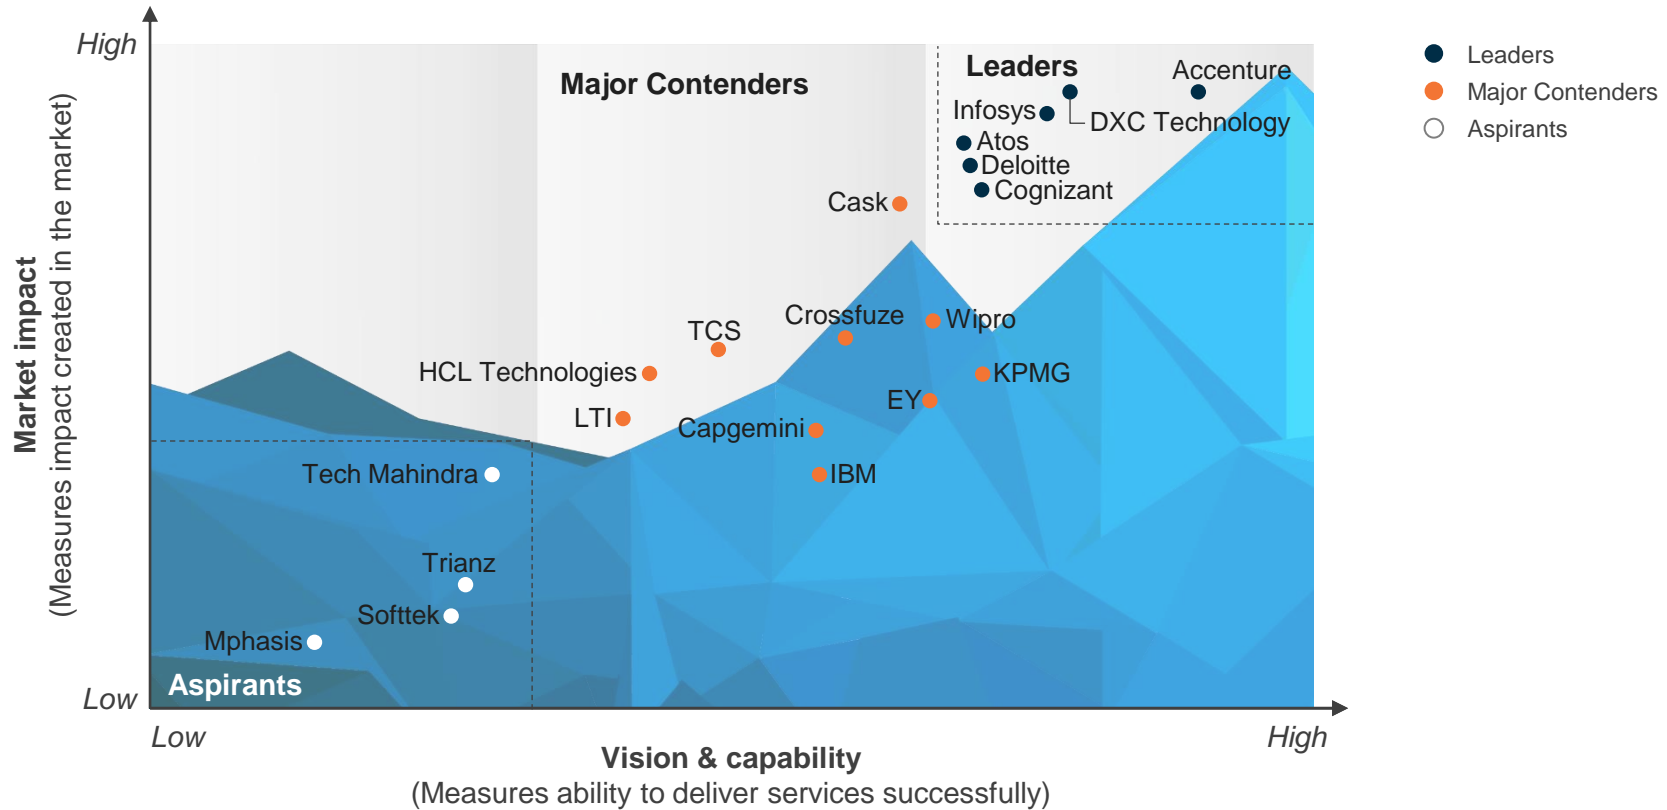 High
Major Contenders
Leaders
Accenture
Infosys
DXC Technology
Atos
Deloitte
Cognizant
Cask
Crossfuze
Wipro
TCS
HCL Technologies
KPMG
EY
LTI
Capgemini
Tech Mahindra
IBM
Trianz
Softtek
Mphasis
Aspirants
Low
Low
High
Market impact
(Measures impact created in the market)
Vision & capability
(Measures ability to deliver services successfully)
Leaders
Major Contenders
Aspirants